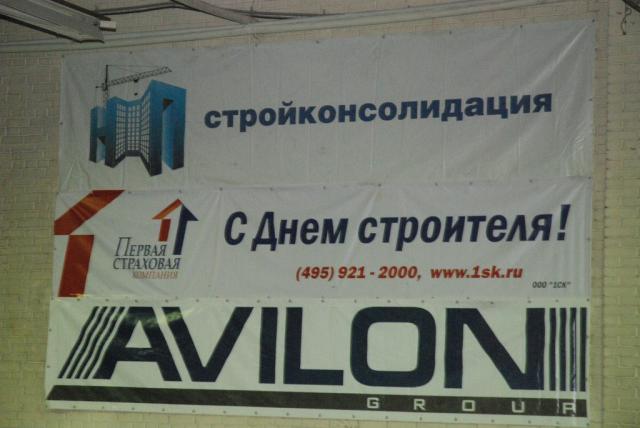 стройконсолидация
С Днем строителя!
ПЕРВАЯ
СТРАХОВАЯ
КОМПАНИЯ
(495) 921 - 2000, www.1sk.ru
ООО "1СК"
AVILON
GROUP